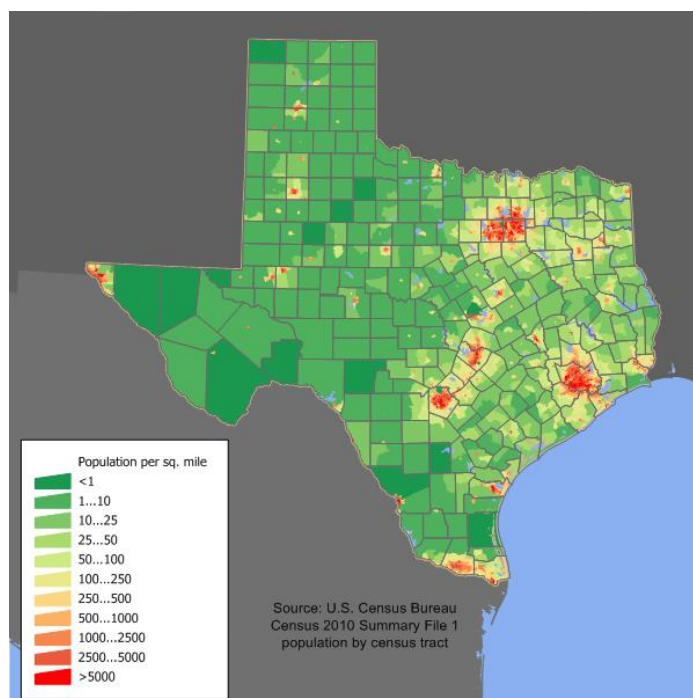 Population per sq. mile
<1
1...10
10...25
25...50
50...100
100...250
250...500
500...1000
1000...2500
2500...5000
>5000
Source: U.S. Census Bureau
Census 2010 Summary File 1
population by census tract